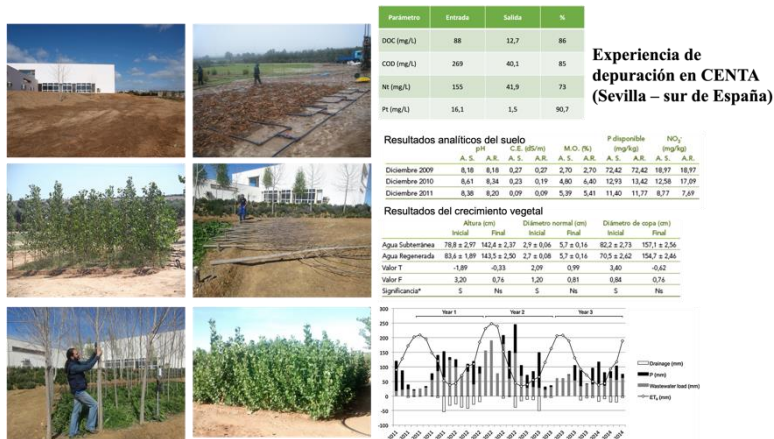 Parámetro Entrada Salida %
DOC (mg/L) 88 12,7 86
COD (mg/L) 269 40,1 85
Nt (mg/L) 155 41,9 73
Pt (mg/L) 16,1 1,5 90,7
Experiencia de
depuración en CENTA
(Sevilla – sur de España)
Resultados analíticos del suelo
pH C.E. (dS/m) M.O. (%) P disponible (mg/kg) NO3- (mg/kg)
A. S. A.R. A. S. A.R. A. S. A.R. A. S. A.R. A. S. A.R.
Diciembre 2009 8,18 8,18 0,27 0,27 2,70 2,70 72,42 72,42 18,97 18,97
Diciembre 2010 8,61 8,34 0,23 0,19 4,80 6,40 12,93 13,42 12,58 17,09
Diciembre 2011 8,38 8,20 0,09 0,09 5,39 5,41 11,40 11,77 8,77 7,69
Resultados del crecimiento vegetal
Altura (cm) Diámetro normal (cm) Diámetro de copa (cm)
Inicial Final Inicial Final Inicial Final
Agua Subterránea 78,8 ± 2,97 142,4 ± 2,37 2,9 ± 0,06 5,7 ± 0,16 82,2 ± 2,73 157,1 ± 2,56
Agua Regenerada 83,6 ± 1,89 143,5 ± 2,50 2,7 ± 0,08 5,7 ± 0,16 70,5 ± 2,62 154,7 ± 2,46
Valor T -1,89 -0,33 2,09 0,99 3,40 -0,62
Valor F 3,20 0,76 1,20 0,81 0,84 0,76
Significancia* S Ns S Ns S Ns
Year 1 Year 2 Year 3
300
250
200
150
100
50
0
-50
-100
Drainage (mm)
P (mm)
Wastewater load (mm)
ET0 (mm)